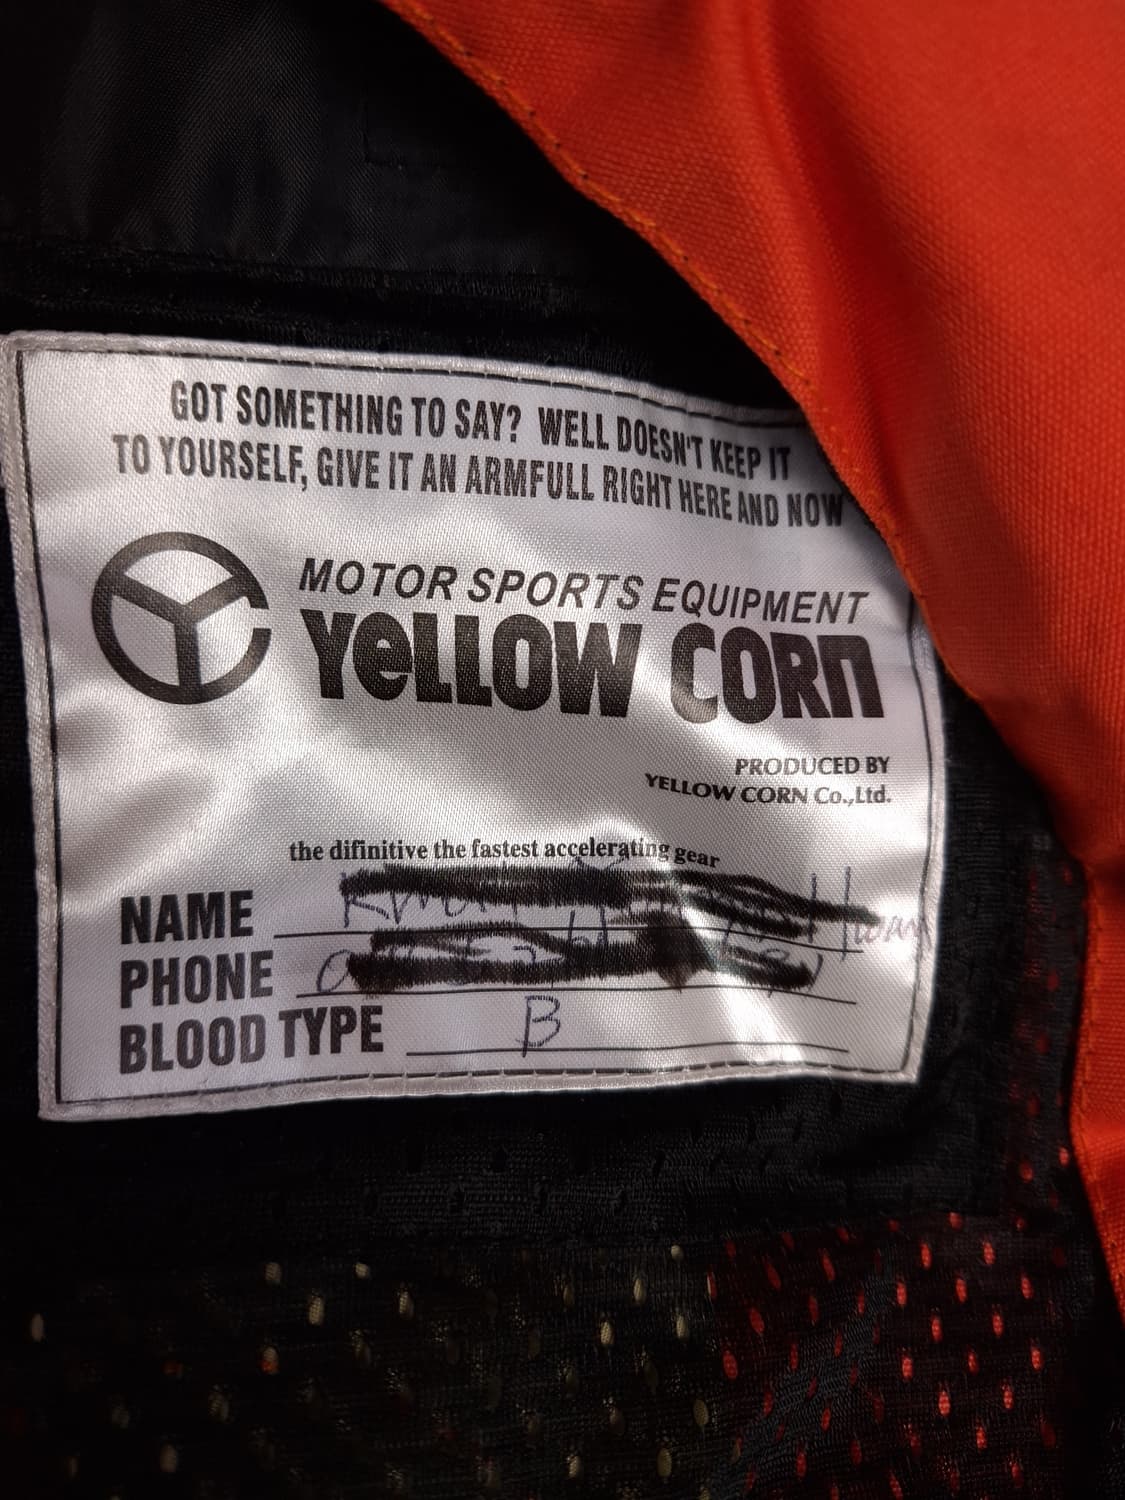 GOT SOMETHING TO SAY? WELL DOESN'T KEEP IT
TO YOURSELF, GIVE IT AN ARMFULL RIGHT HERE AND NOW
MOTOR SPORTS EQUIPMENT
YELLOW CORN
PRODUCED BY
YELLOW CORN Co.,Ltd.
the difinitive the fastest accelerating gear
NAME
PHONE
BLOOD TYPE B